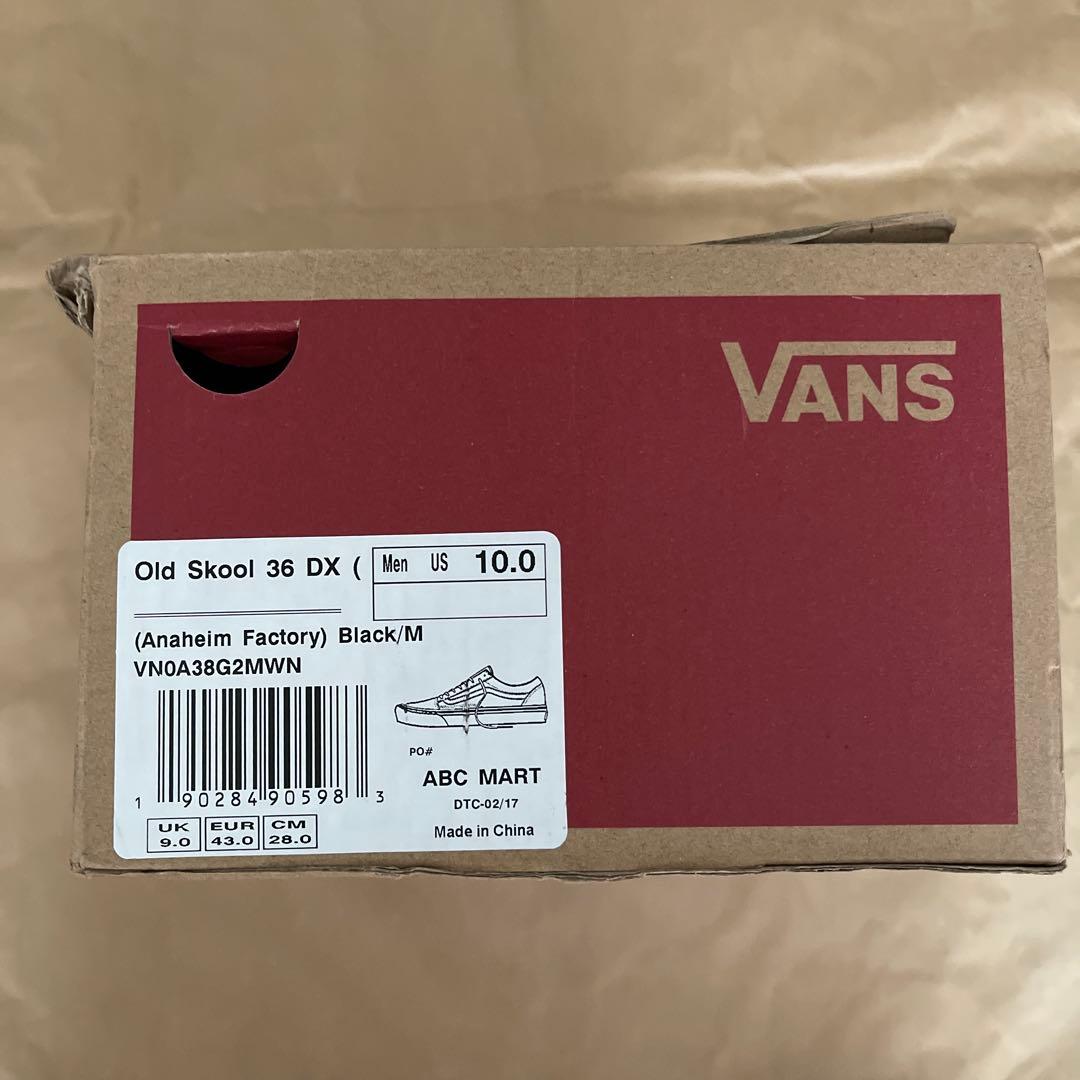 VANS
Old Skool 36 DX (
Men US 10.0
(Anaheim Factory) Black/M
VN0A38G2MWN
1 90284 90598 3
PO#
ABC MART
DTC-02/17
Made in China
UK 9.0
EUR 43.0
CM 28.0